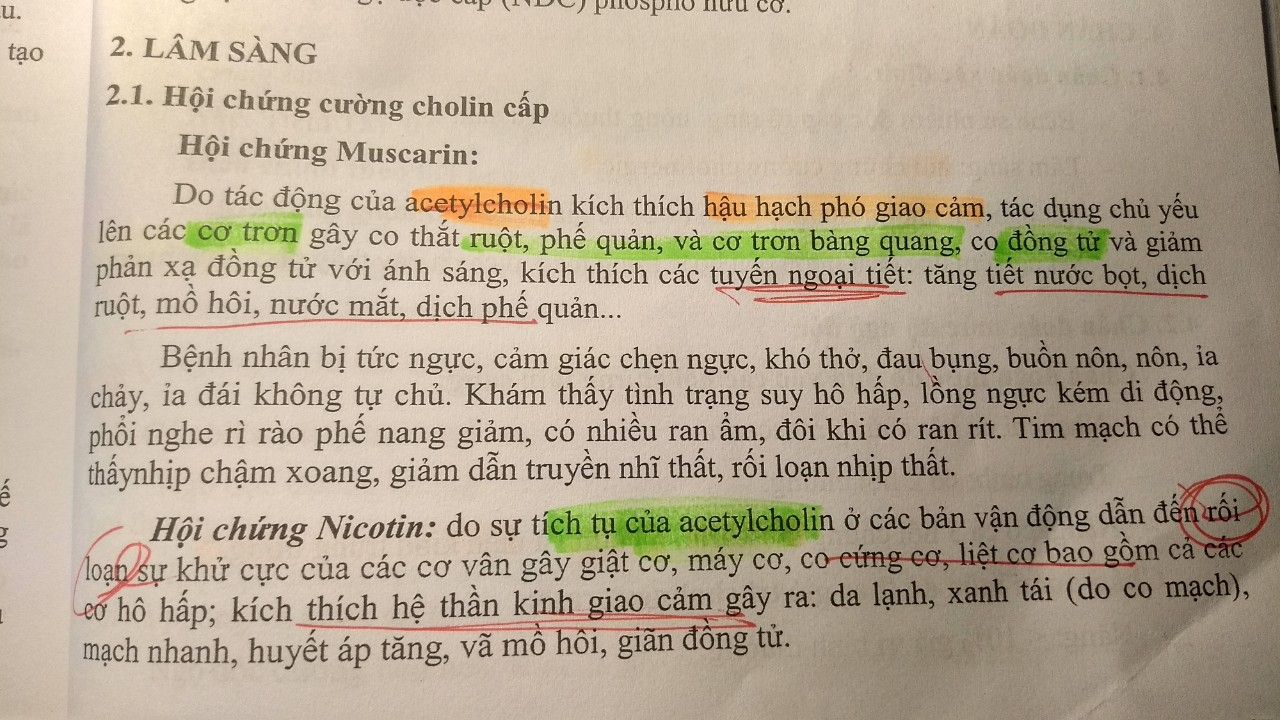 u.
tạo
phospho hữu cơ.
2. LÂM SÀNG
2.1. Hội chứng cường cholin cấp
Hội chứng Muscarin:
Do tác động của acetylcholin kích thích hậu hạch phó giao cảm, tác dụng chủ yếu
lên các cơ trơn gây co thắt ruột, phế quản, và cơ trơn bàng quang, co đồng tử và giảm
phản xạ đồng tử với ánh sáng, kích thích các tuyến ngoại tiết: tăng tiết nước bọt, dịch
ruột, mồ hôi, nước mắt, dịch phế quản...
Bệnh nhân bị tức ngực, cảm giác chẹn ngực, khó thở, đau bụng, buồn nôn, nôn, ỉa
chảy, ỉa đái không tự chủ. Khám thấy tình trạng suy hô hấp, lồng ngực kém di động,
phổi nghe rì rào phế nang giảm, có nhiều ran ẩm, đôi khi có ran rít. Tim mạch có thể
thấynhịp chậm xoang, giảm dẫn truyền nhĩ thất, rối loạn nhịp thất.
Hội chứng Nicotin: do sự tích tụ của acetylcholin ở các bản vận động dẫn đến rối
loạn sự khử cực của các cơ vân gây giật cơ, máy cơ, co cứng cơ, liệt cơ bao gồm cả các
cơ hô hấp; kích thích hệ thần kinh giao cảm gây ra: da lạnh, xanh tái (do co mạch),
mạch nhanh, huyết áp tăng, vã mồ hôi, giãn đồng tử.